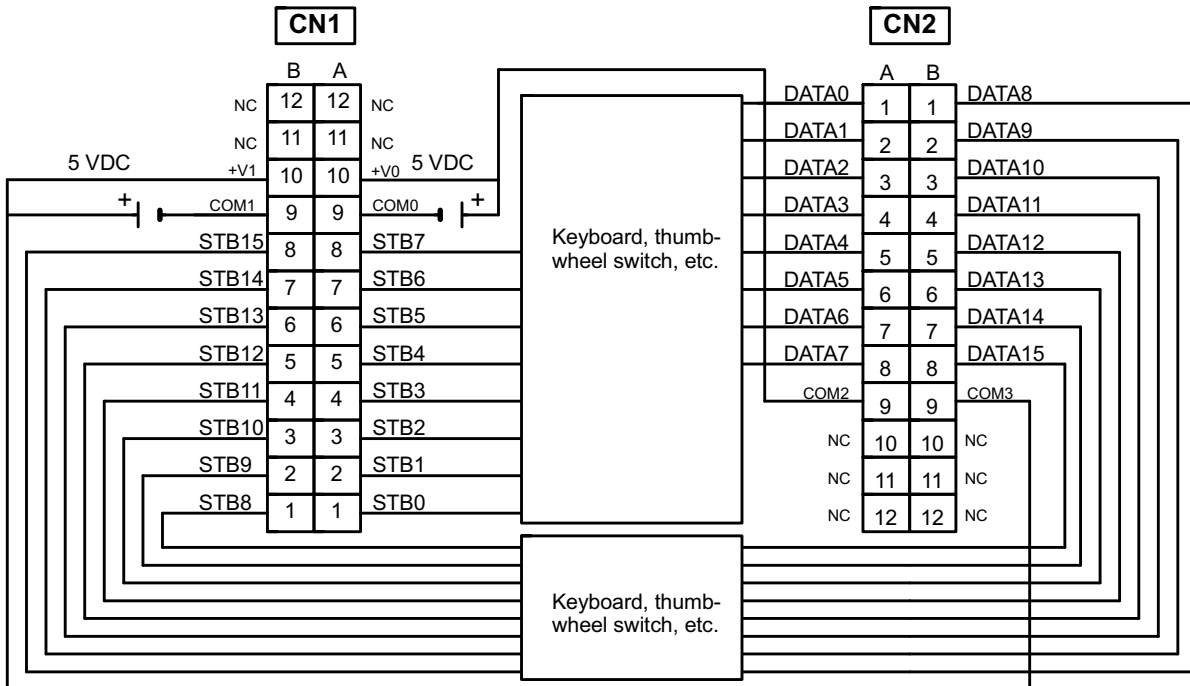 CN1
CN2
B A
A B
NC 12 12 NC
NC 11 11 NC
5 VDC +V1 10 10 +V0 5 VDC
+ COM1 9 9 COM0 +
STB15 8 8 STB7
STB14 7 7 STB6
STB13 6 6 STB5
STB12 5 5 STB4
STB11 4 4 STB3
STB10 3 3 STB2
STB9 2 2 STB1
STB8 1 1 STB0
Keyboard, thumb-
wheel switch, etc.
DATA0 1 1 DATA8
DATA1 2 2 DATA9
DATA2 3 3 DATA10
DATA3 4 4 DATA11
DATA4 5 5 DATA12
DATA5 6 6 DATA13
DATA6 7 7 DATA14
DATA7 8 8 DATA15
COM2 9 9 COM3
NC 10 10 NC
NC 11 11 NC
NC 12 12 NC
Keyboard, thumb-
wheel switch, etc.